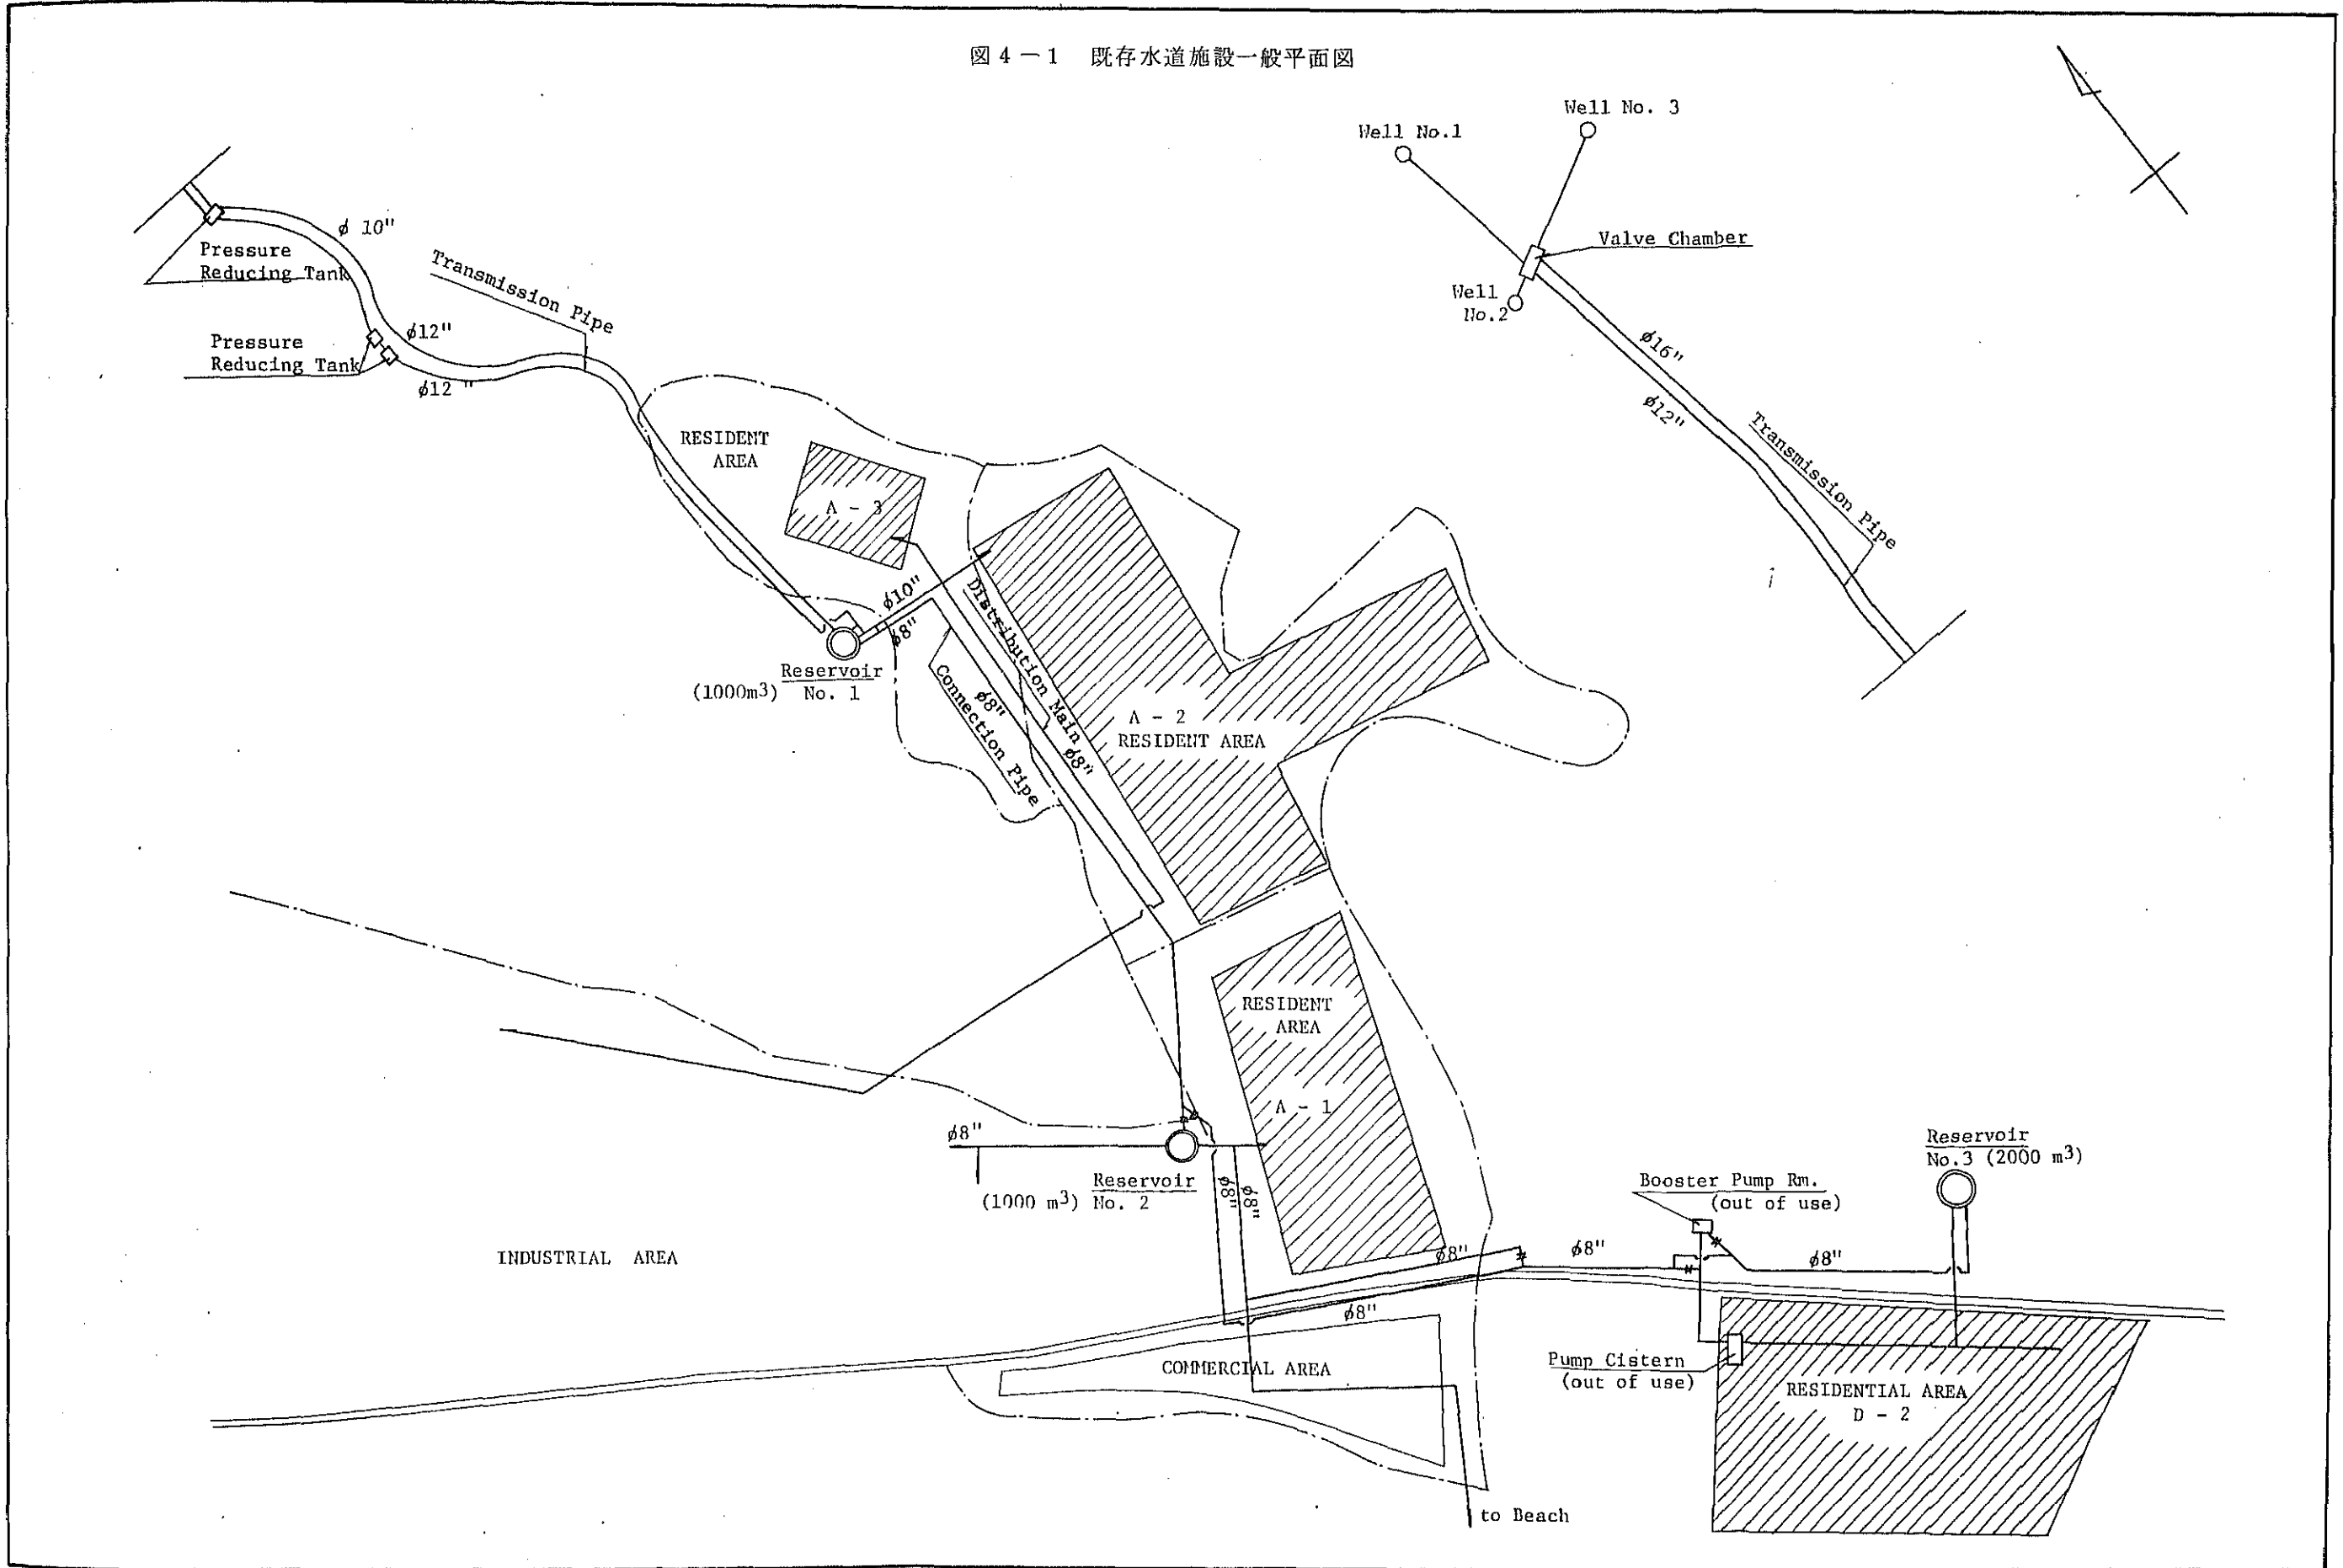 図4-1 既存水道施設一般平面図
Well No. 3
Well No.1
Valve Chamber
Well
No.2
φ16"
φ12"
Transmission Pipe
φ 10"
Pressure
Reducing Tank
Transmission Pipe
φ12"
Pressure
Reducing Tank
φ12"
RESIDENT
AREA
A - 3
φ10"
φ8"
Distribution Main
φ8"
Reservoir
(1000m³) No. 1
φ8"
Connection Pipe
A - 2
RESIDENT AREA
RESIDENT
AREA
A - 1
φ8"
Reservoir
(1000 m³) No. 2
φ8"
φ8"
Reservoir
No.3 (2000 m³)
Booster Pump Rm.
(out of use)
φ8"
φ8"
φ8"
φ8"
INDUSTRIAL AREA
COMMERCIAL AREA
Pump Cistern
(out of use)
RESIDENTIAL AREA
D - 2
to Beach